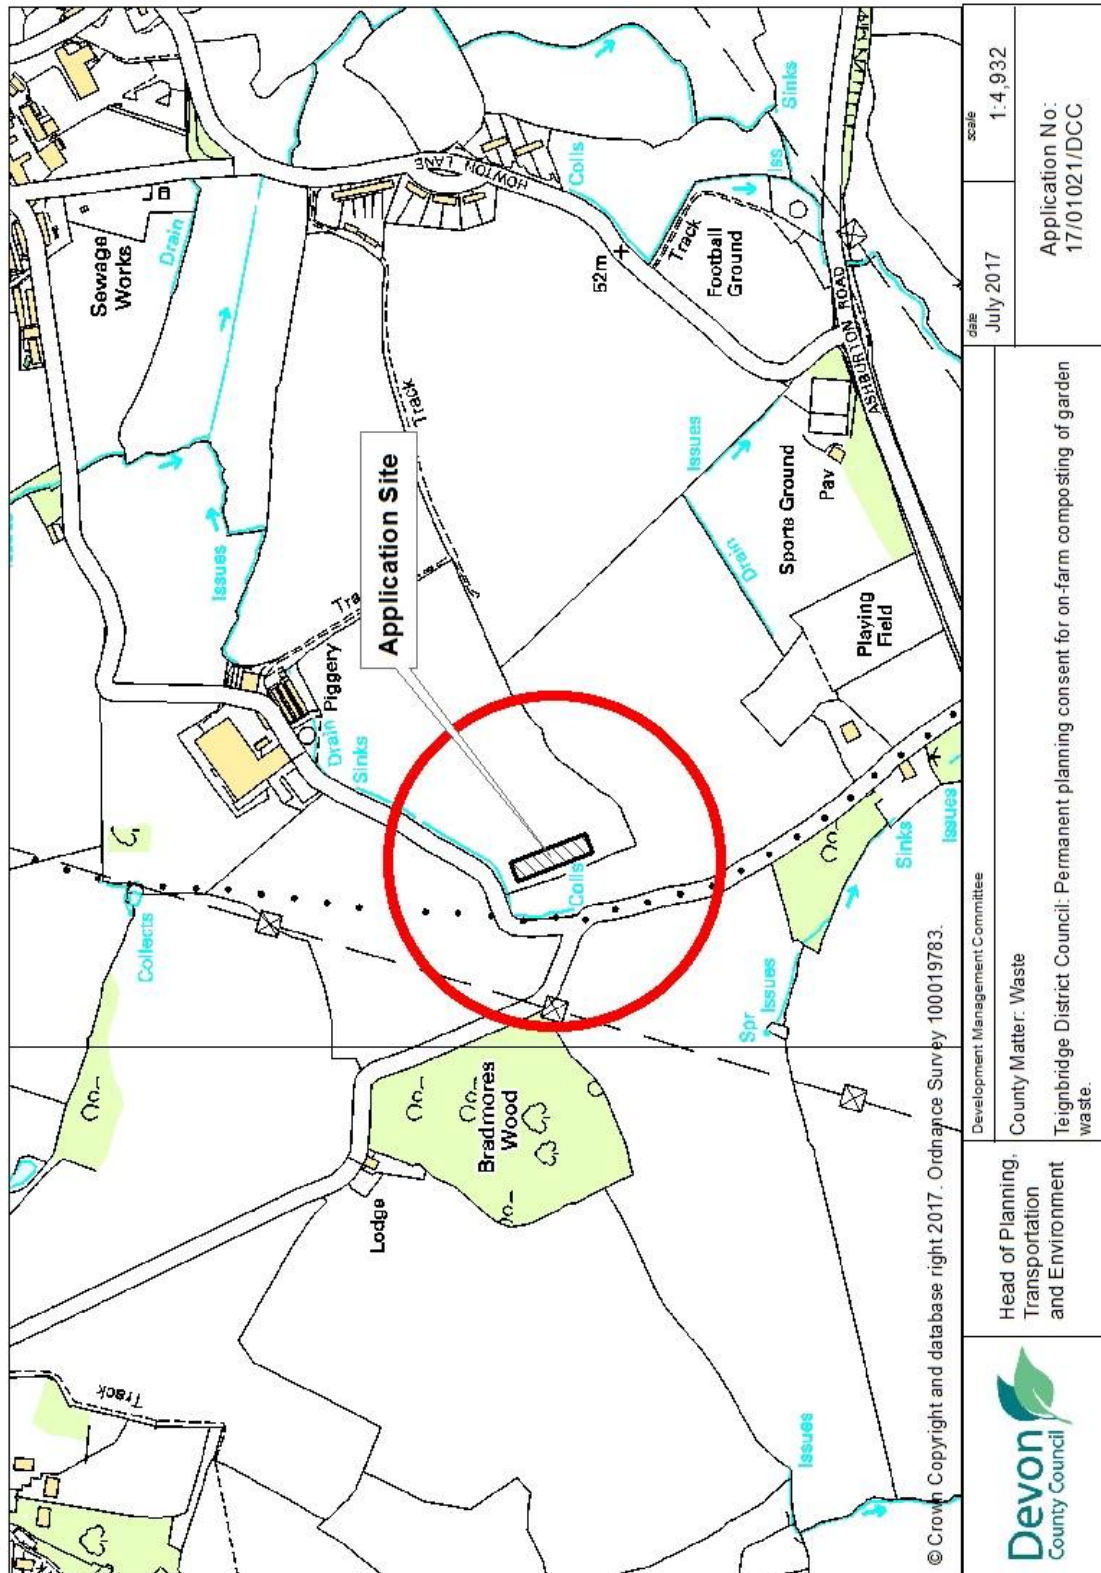 Sewage
Works
Drain
HOWTON LANE
Colls
Sinks
Iss
Track
Football
Ground
52m
Track
Issues
Application Site
Tra
Piggery
Drain
Sinks
Colls
Collects
Issues
Drain
Sports Ground
Pav
ASHBURTON ROAD
Playing
Field
Sinks
Issues
Spr
Issues
Bradmores
Wood
Lodge
Track
Issues
© Crown Copyright and database right 2017. Ordnance Survey 100019783.
Devon
County Council
Head of Planning,
Transportation
and Environment
Development Management Committee
County Matter: Waste
Teignbridge District Council: Permanent planning consent for on-farm composting of garden
waste.
date
July 2017
scale
1:4,932
Application No:
17/01021/DCC